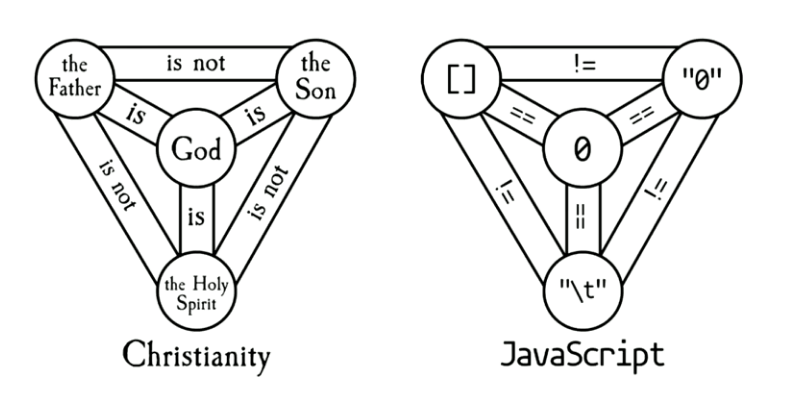 the
Father
is not
the
Son
is
is
God
is not
is
is not
the Holy
Spirit
Christianity
[]
!=
"0"
==
==
0
!=
==
!=
"\t"
JavaScript